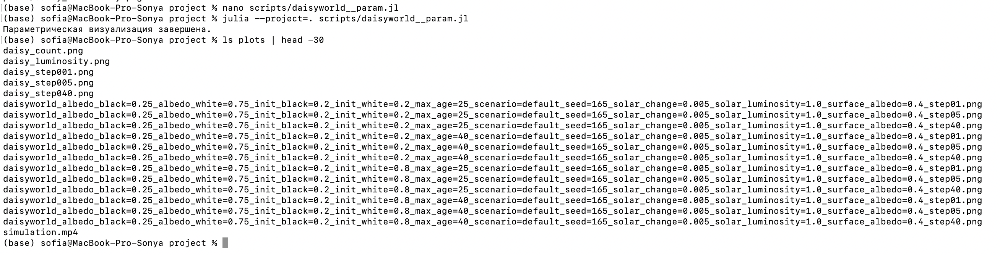 [(base) sofia@MacBook-Pro-Sonya project % nano scripts/daisyworld__param.jl
[(base) sofia@MacBook-Pro-Sonya project % julia --project=. scripts/daisyworld__param.jl
Параметрическая визуализация завершена.
[(base) sofia@MacBook-Pro-Sonya project % ls plots | head -30
daisy_count.png
daisy_luminosity.png
daisy_step001.png
daisy_step005.png
daisy_step040.png
daisyworld_albedo_black=0.25_albedo_white=0.75_init_black=0.2_init_white=0.2_max_age=25_scenario=default_seed=165_solar_change=0.005_solar_luminosity=1.0_surface_albedo=0.4_step01.png
daisyworld_albedo_black=0.25_albedo_white=0.75_init_black=0.2_init_white=0.2_max_age=25_scenario=default_seed=165_solar_change=0.005_solar_luminosity=1.0_surface_albedo=0.4_step05.png
daisyworld_albedo_black=0.25_albedo_white=0.75_init_black=0.2_init_white=0.2_max_age=25_scenario=default_seed=165_solar_change=0.005_solar_luminosity=1.0_surface_albedo=0.4_step40.png
daisyworld_albedo_black=0.25_albedo_white=0.75_init_black=0.2_init_white=0.2_max_age=40_scenario=default_seed=165_solar_change=0.005_solar_luminosity=1.0_surface_albedo=0.4_step01.png
daisyworld_albedo_black=0.25_albedo_white=0.75_init_black=0.2_init_white=0.2_max_age=40_scenario=default_seed=165_solar_change=0.005_solar_luminosity=1.0_surface_albedo=0.4_step05.png
daisyworld_albedo_black=0.25_albedo_white=0.75_init_black=0.2_init_white=0.2_max_age=40_scenario=default_seed=165_solar_change=0.005_solar_luminosity=1.0_surface_albedo=0.4_step40.png
daisyworld_albedo_black=0.25_albedo_white=0.75_init_black=0.2_init_white=0.8_max_age=25_scenario=default_seed=165_solar_change=0.005_solar_luminosity=1.0_surface_albedo=0.4_step01.png
daisyworld_albedo_black=0.25_albedo_white=0.75_init_black=0.2_init_white=0.8_max_age=25_scenario=default_seed=165_solar_change=0.005_solar_luminosity=1.0_surface_albedo=0.4_step05.png
daisyworld_albedo_black=0.25_albedo_white=0.75_init_black=0.2_init_white=0.8_max_age=25_scenario=default_seed=165_solar_change=0.005_solar_luminosity=1.0_surface_albedo=0.4_step40.png
daisyworld_albedo_black=0.25_albedo_white=0.75_init_black=0.2_init_white=0.8_max_age=40_scenario=default_seed=165_solar_change=0.005_solar_luminosity=1.0_surface_albedo=0.4_step01.png
daisyworld_albedo_black=0.25_albedo_white=0.75_init_black=0.2_init_white=0.8_max_age=40_scenario=default_seed=165_solar_change=0.005_solar_luminosity=1.0_surface_albedo=0.4_step05.png
daisyworld_albedo_black=0.25_albedo_white=0.75_init_black=0.2_init_white=0.8_max_age=40_scenario=default_seed=165_solar_change=0.005_solar_luminosity=1.0_surface_albedo=0.4_step40.png
simulation.mp4
(base) sofia@MacBook-Pro-Sonya project %